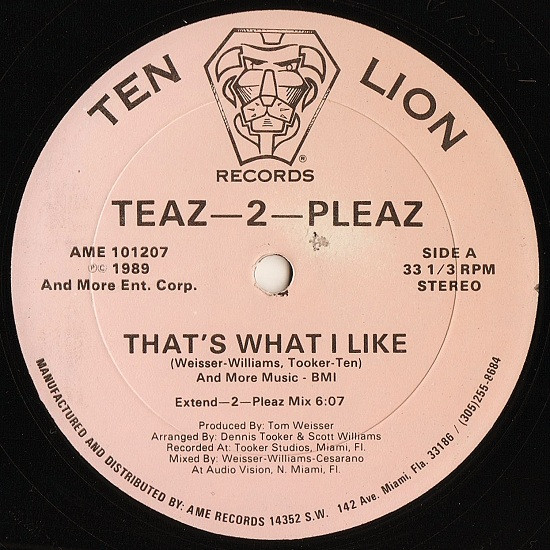 TEN LION
®
RECORDS
TEAZ—2—PLEAZ
AME 101207
℗© 1989
And More Ent. Corp.
SIDE A
33 1/3 RPM
STEREO
THAT'S WHAT I LIKE
(Weisser-Williams, Tooker-Ten)
And More Music - BMI
Extend—2—Pleaz Mix 6:07
Produced By: Tom Weisser
Arranged By: Dennis Tooker & Scott Williams
Recorded At: Tooker Studios, Miami, Fl.
Mixed By: Weisser-Williams-Cesarano
At Audio Vision, N. Miami, Fl.
MANUFACTURED AND DISTRIBUTED BY: AME RECORDS 14352 S.W. 142 Ave. Miami, Fla. 33186 / (305)255-8684